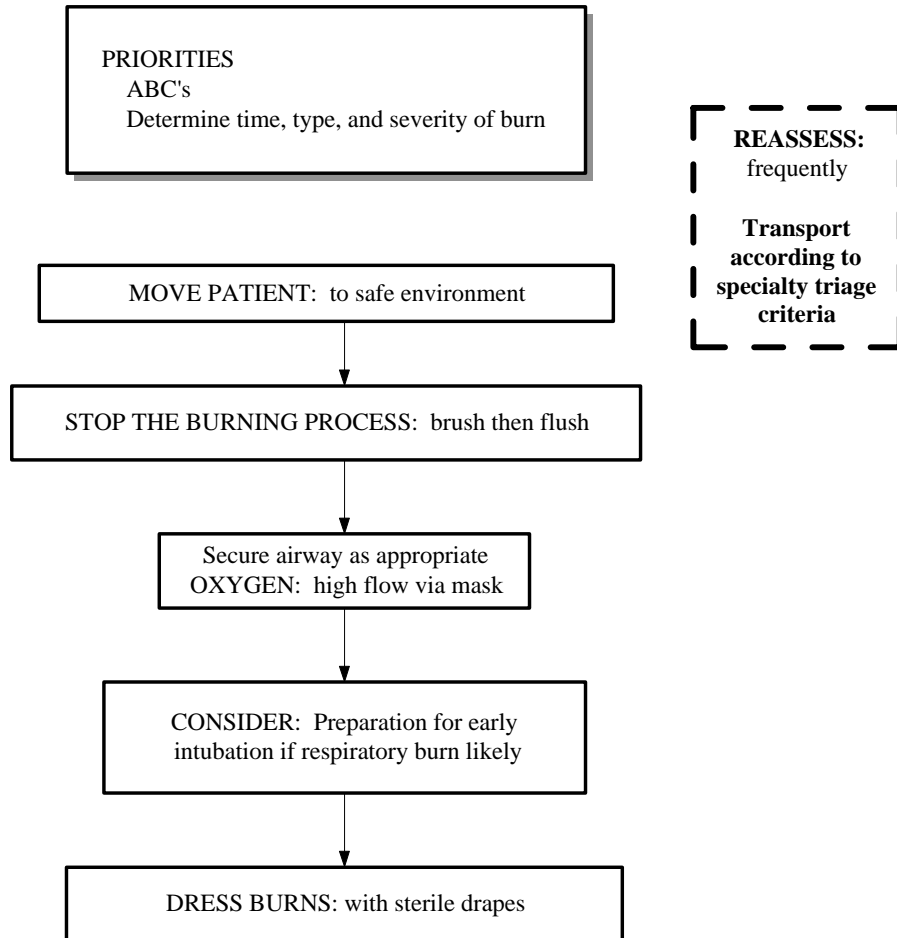 PRIORITIES
ABC's
Determine time, type, and severity of burn
REASSESS:
frequently
Transport
according to
specialty triage
criteria
MOVE PATIENT:  to safe environment
STOP THE BURNING PROCESS:  brush then flush
Secure airway as appropriate
OXYGEN:  high flow via mask
CONSIDER:  Preparation for early
intubation if respiratory burn likely
DRESS BURNS: with sterile drapes